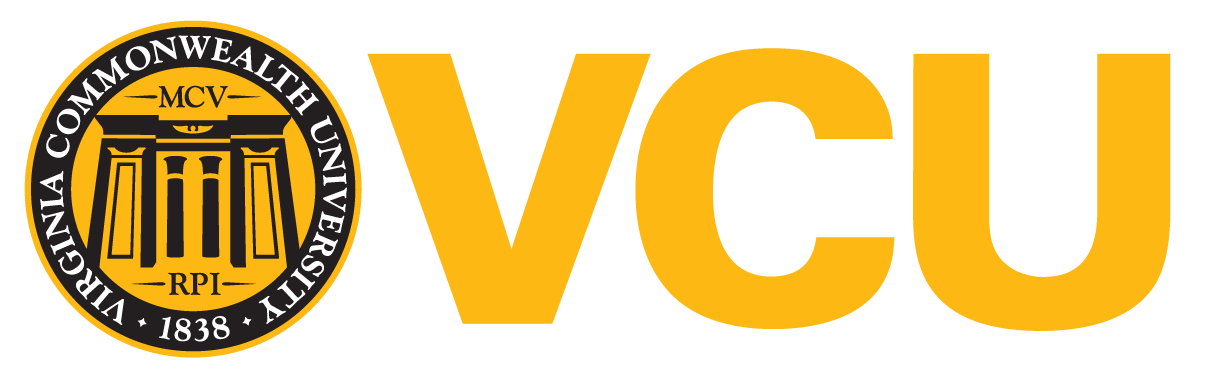 VIRGINIA COMMONWEALTH UNIVERSITY
MCV
RPI
1838
VCU